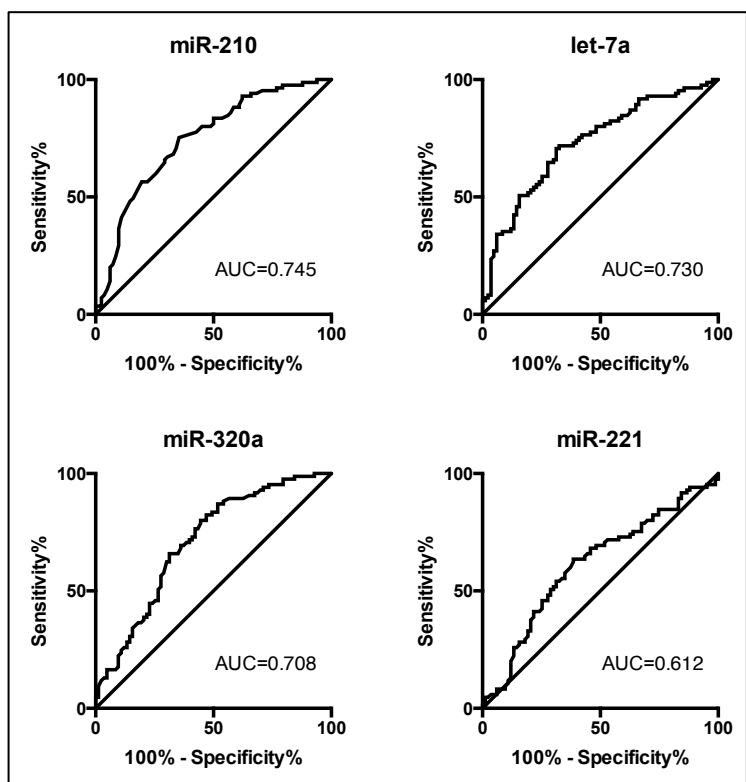 miR-210
100
50
0
Sensitivity%
AUC=0.745
0 50 100
100% - Specificity%
let-7a
100
50
0
Sensitivity%
AUC=0.730
0 50 100
100% - Specificity%
miR-320a
100
50
0
Sensitivity%
AUC=0.708
0 50 100
100% - Specificity%
miR-221
100
50
0
Sensitivity%
AUC=0.612
0 50 100
100% - Specificity%